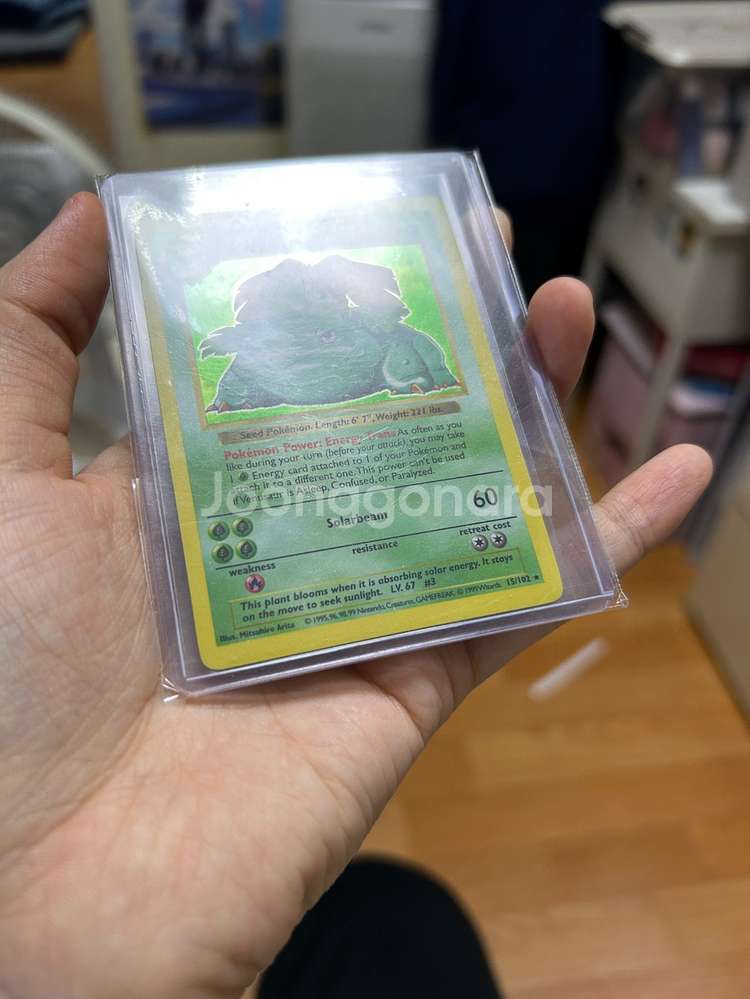 Seed Pokémon. Length: 6' 7", Weight: 221 lbs.
Pokémon Power: Energy Trans As often as you
like during your turn (before your attack), you may take
1 Energy card attached to 1 of your Pokémon and
attach it to a different one. This power can't be used
if Venusaur is Asleep, Confused, or Paralyzed.
Joonggonara
Solarbeam 60
weakness resistance retreat cost
This plant blooms when it is absorbing solar energy. It stays
on the move to seek sunlight. LV. 67 #3
Illus. Mitsuhiro Arita © 1995, 96, 98, 99 Nintendo, Creatures, GAMEFREAK. © 1999 Wizards. 15/102 ★